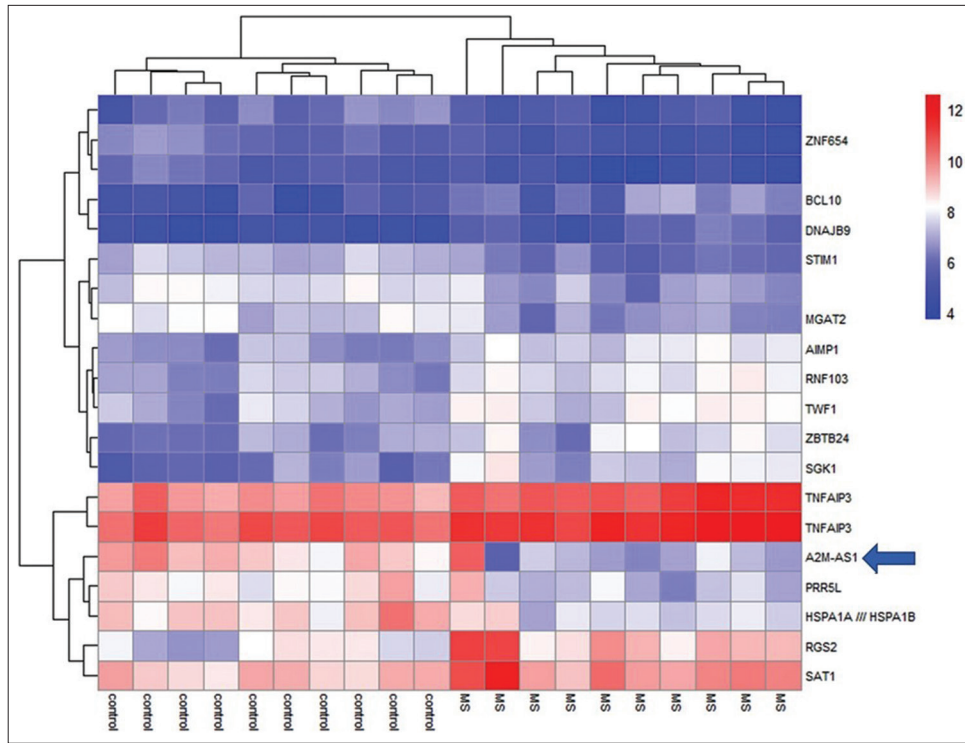 12
10
8
6
4
ZNF654
BCL10
DNAJB9
STIM1
MGAT2
AIMP1
RNF103
TWF1
ZBTB24
SGK1
TNFAIP3
TNFAIP3
A2M-AS1
PRR5L
HSPA1A /// HSPA1B
RGS2
SAT1
control
control
control
control
control
control
control
control
control
control
MS
MS
MS
MS
MS
MS
MS
MS
MS
MS